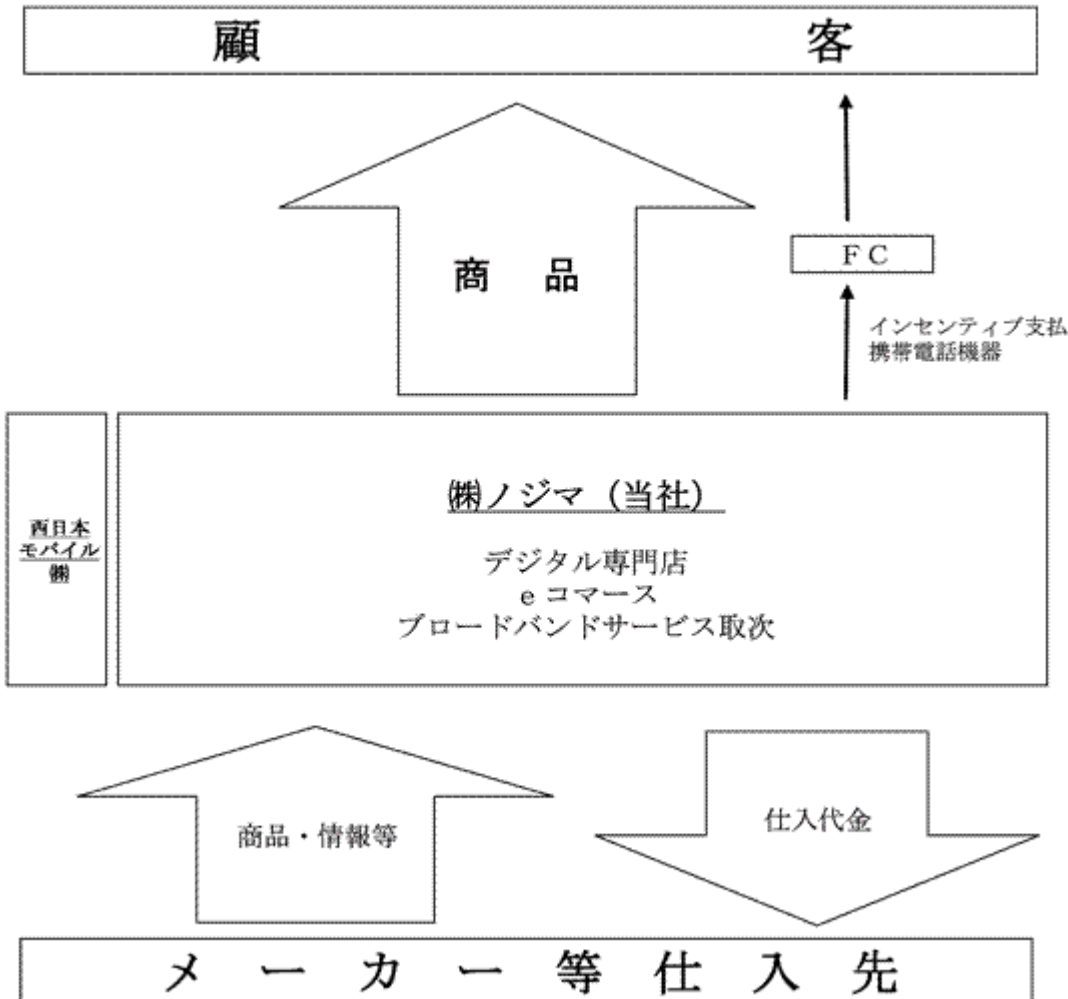 顧客
商品
FC
インセンティブ支払
携帯電話機器
西日本
モバイル
㈱
㈱ノジマ（当社）
デジタル専門店
eコマース
ブロードバンドサービス取次
商品・情報等
仕入代金
メーカー等仕入先